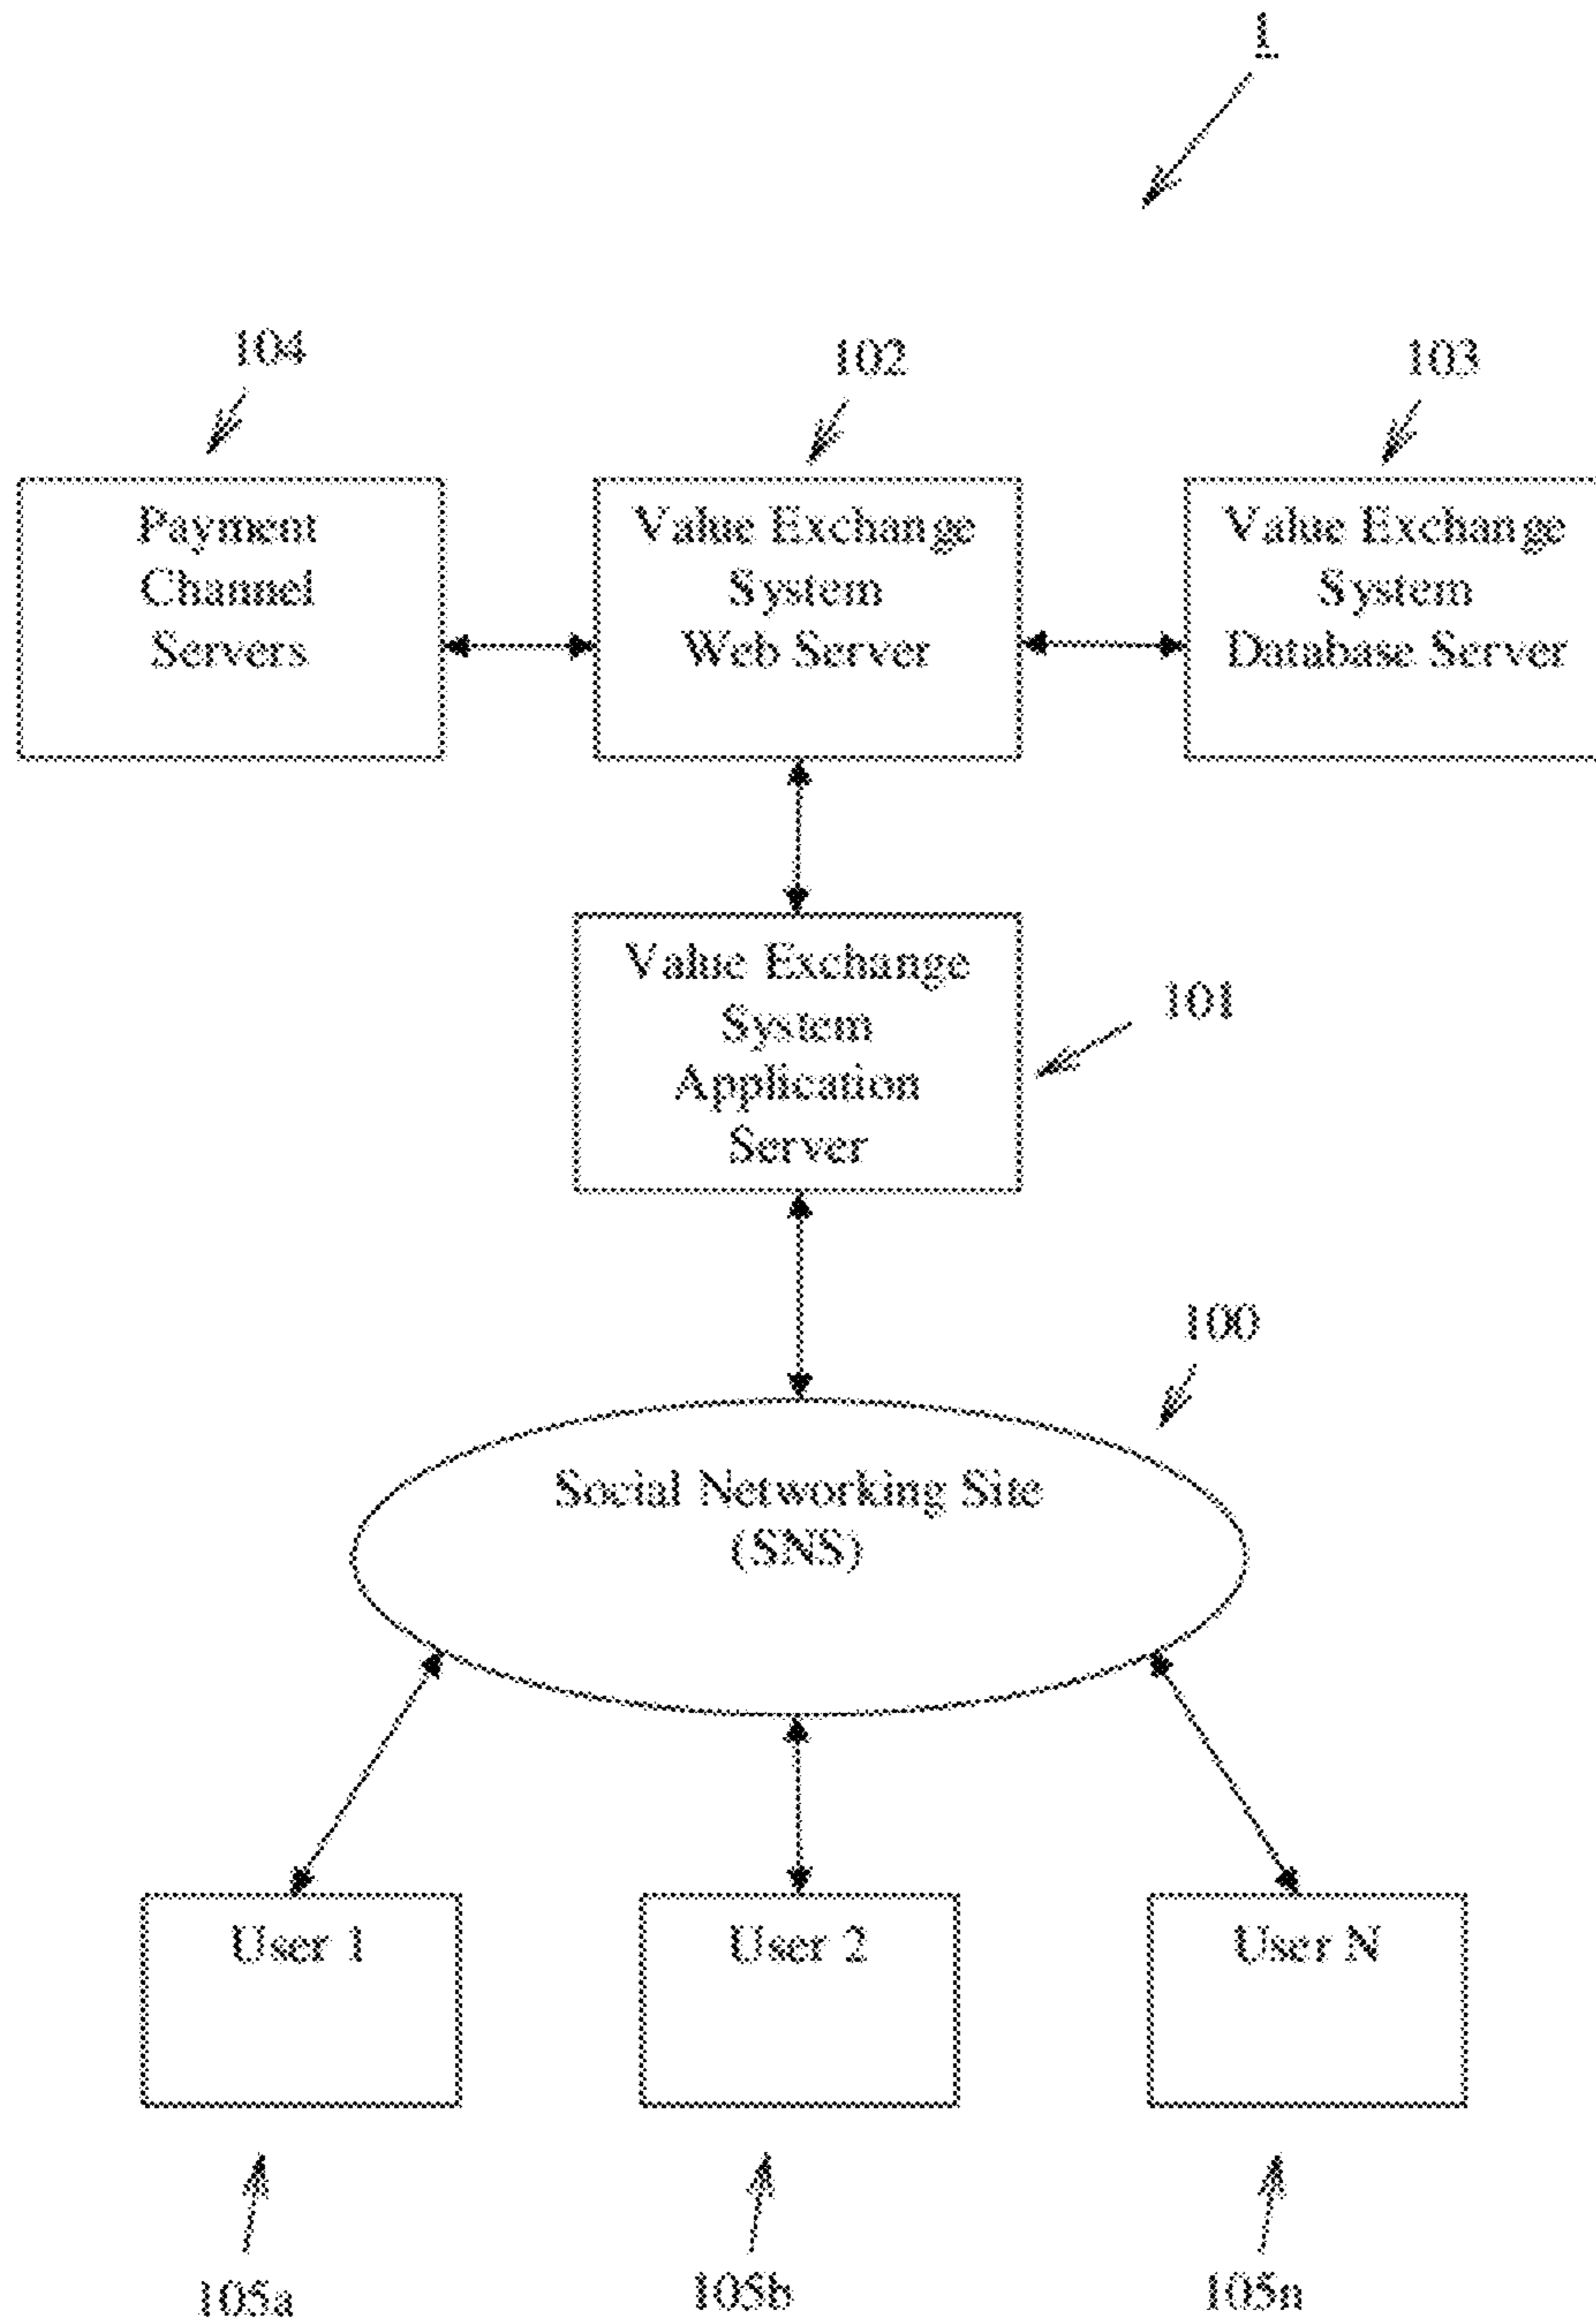 1
104
102
103
Payment
Channel
Servers
Value Exchange
System
Web Server
Value Exchange
System
Database Server
Value Exchange
System
Application
Server
101
100
Social Networking Site
(SNS)
User 1
User 2
User N
105a
105b
105n